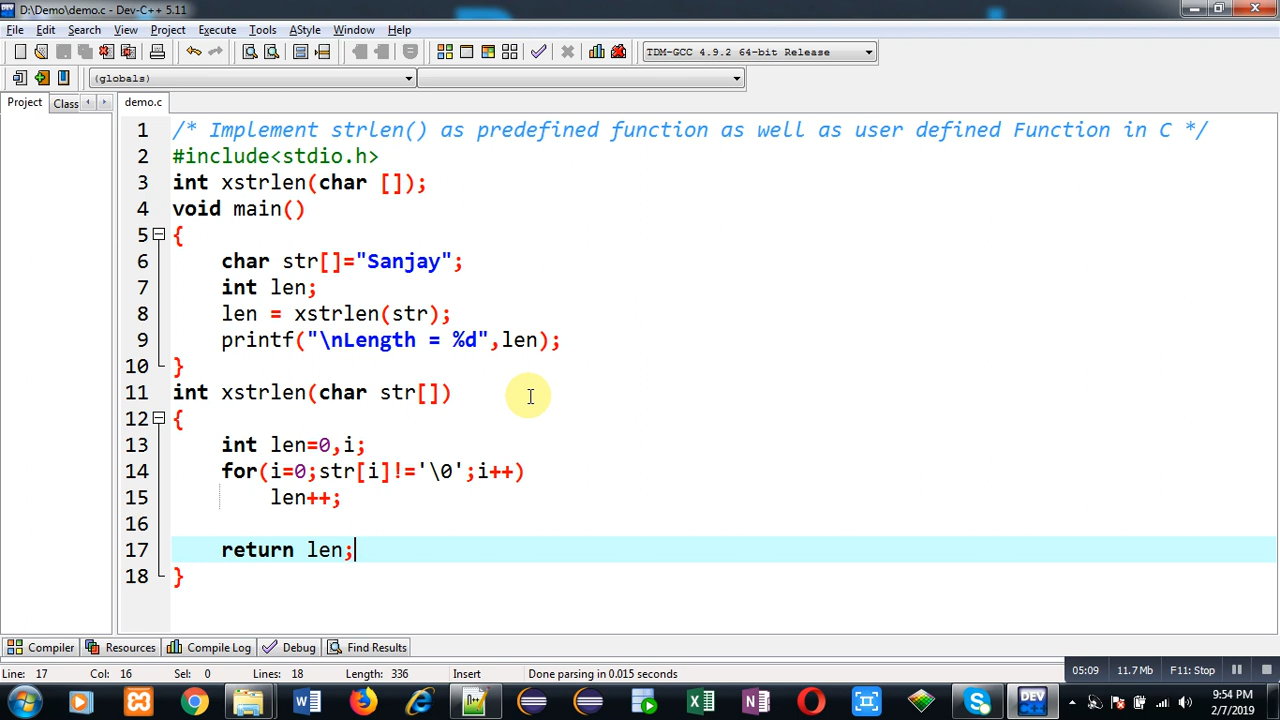 D:\Demo\demo.c - Dev-C++ 5.11
File Edit Search View Project Execute Tools AStyle Window Help
TDM-GCC 4.9.2 64-bit Release
(globals)
Project Class demo.c
1 /* Implement strlen() as predefined function as well as user defined Function in C */
2 #include<stdio.h>
3 int xstrlen(char []);
4 void main()
5 {
6 char str[]="Sanjay";
7 int len;
8 len = xstrlen(str);
9 printf("\nLength = %d",len);
10 }
11 int xstrlen(char str[])
12 {
13 int len=0,i;
14 for(i=0;str[i]!='\0';i++)
15 len++;
16
17 return len;
18 }
Compiler Resources Compile Log Debug Find Results
Line: 17 Col: 16 Sel: 0 Lines: 18 Length: 336 Insert Done parsing in 0.015 seconds 05:09 11.7 Mb F11: Stop
DEV
9:54 PM
2/7/2019